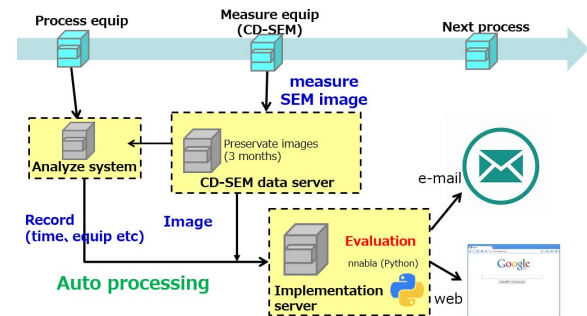 Process equip
Measure equip
(CD-SEM)
Next process
measure
SEM image
Preservate images
(3 months)
Analyze system
CD-SEM data server
e-mail
Record
(time、equip etc)
Image
Evaluation
nnabla (Python)
Google
Auto processing
Implementation
server
web